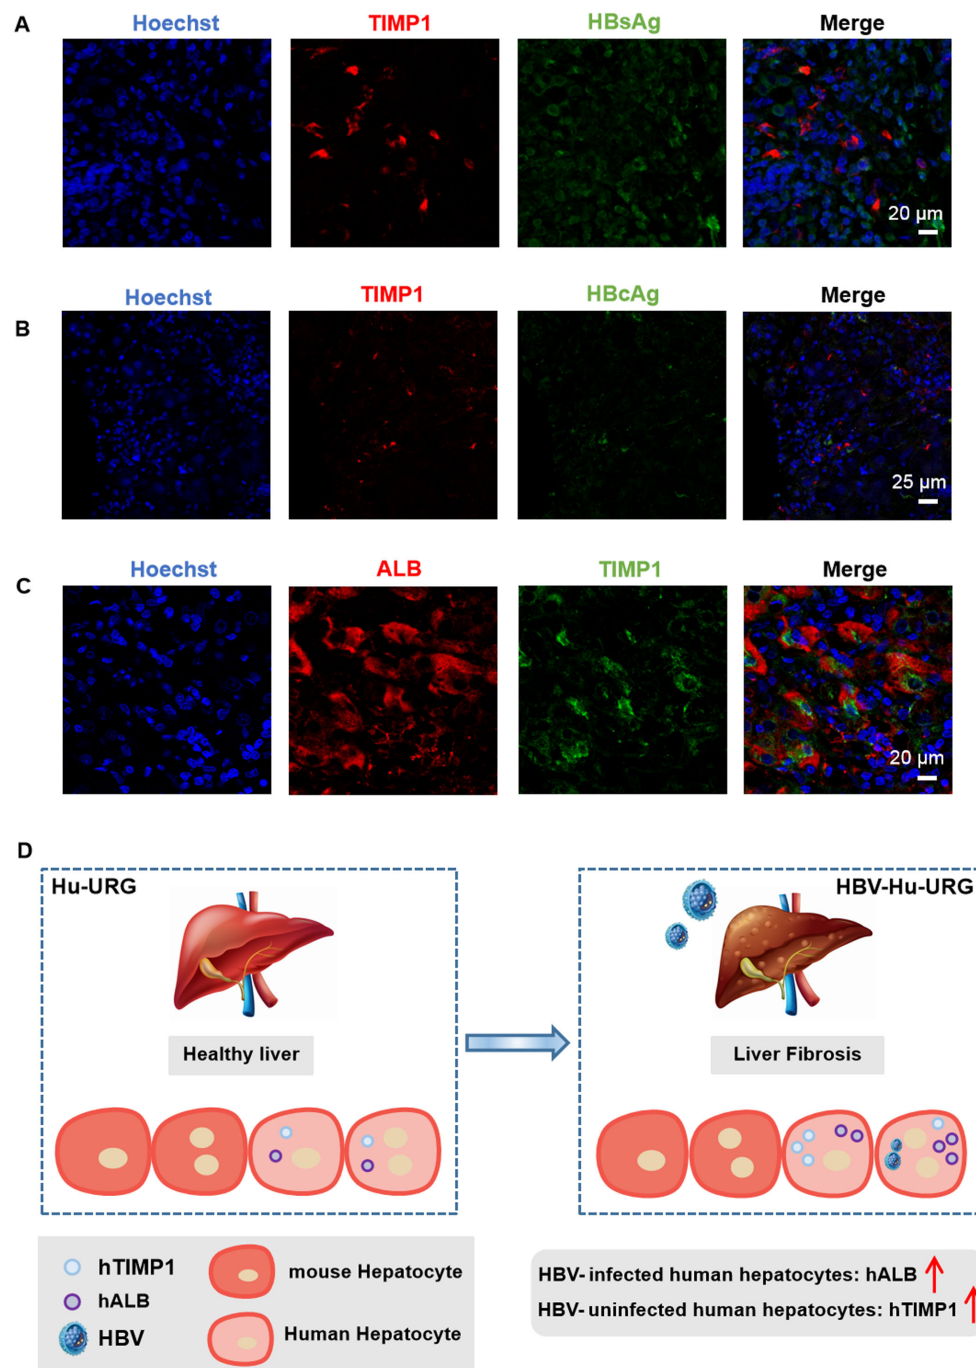 A
Hoechst TIMP1 HBsAg Merge
20 µm
B
Hoechst TIMP1 HBcAg Merge
25 µm
C
Hoechst ALB TIMP1 Merge
20 µm
D
Hu-URG
HBV-Hu-URG
Healthy liver
Liver Fibrosis
hTIMP1
hALB
HBV
mouse Hepatocyte
Human Hepatocyte
HBV- infected human hepatocytes: hALB
HBV- uninfected human hepatocytes: hTIMP1